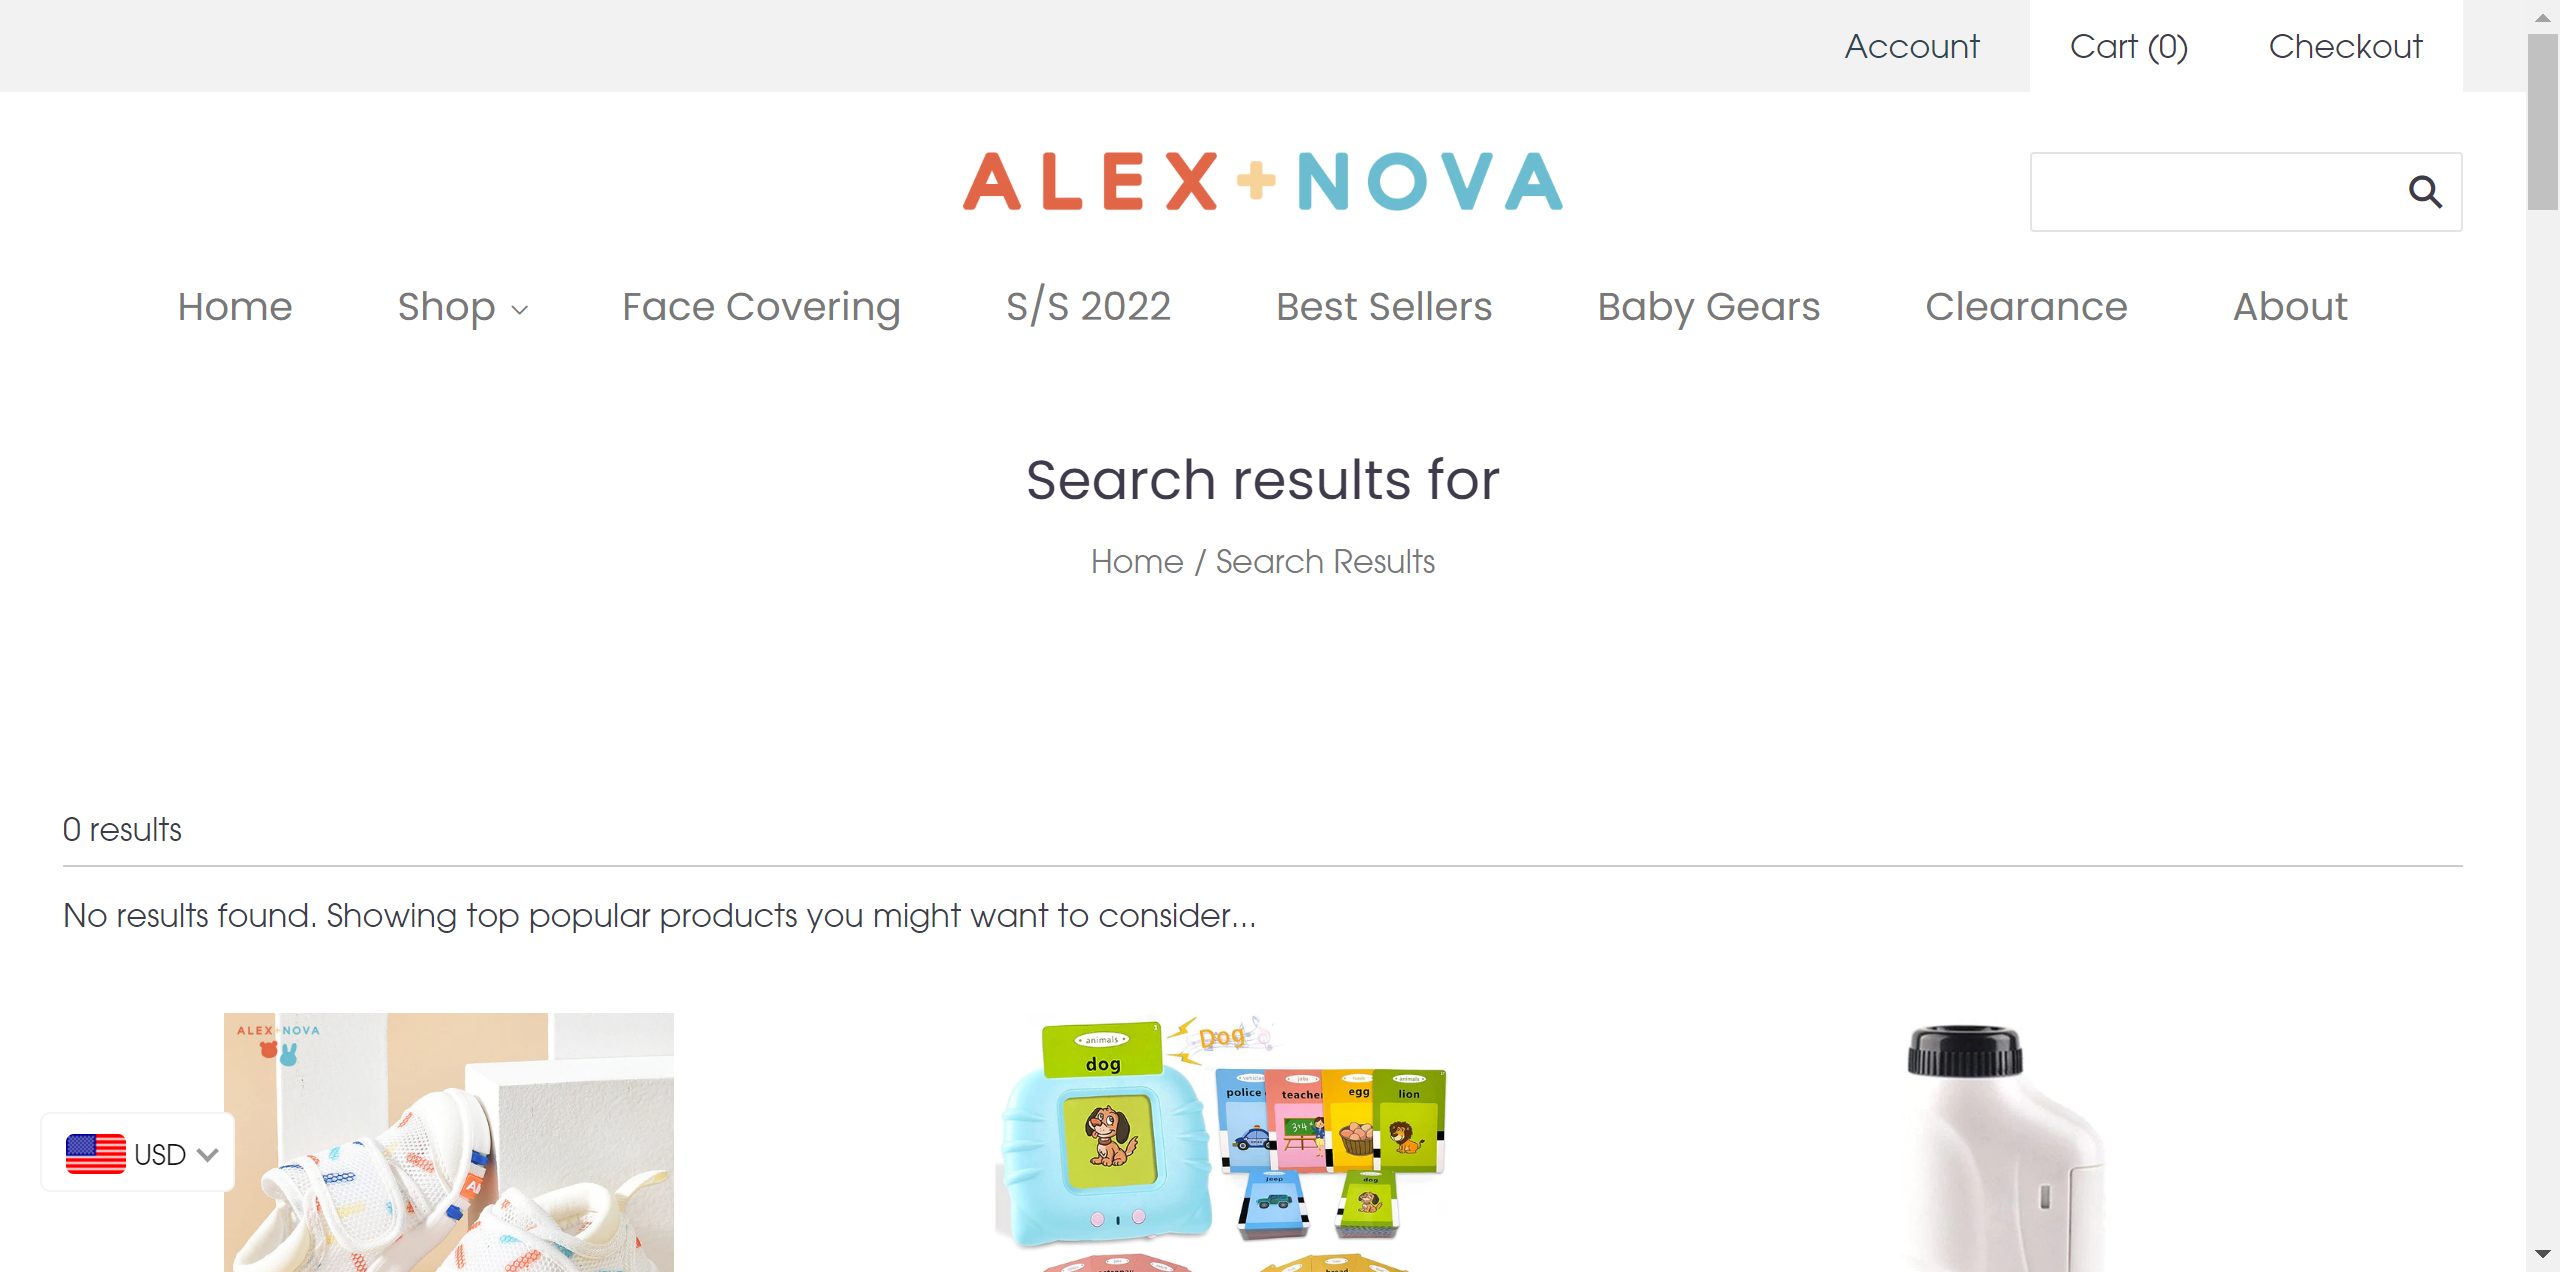 Account
Cart (0)
Checkout
ALEX+NOVA
Home
Shop
Face Covering
S/S 2022
Best Sellers
Baby Gears
Clearance
About
Search results for
Home / Search Results
0 results
No results found. Showing top popular products you might want to consider...
ALEX+NOVA
animals
dog
Dog
police
teacher
egg
lion
3+4
jeep
dog
USD